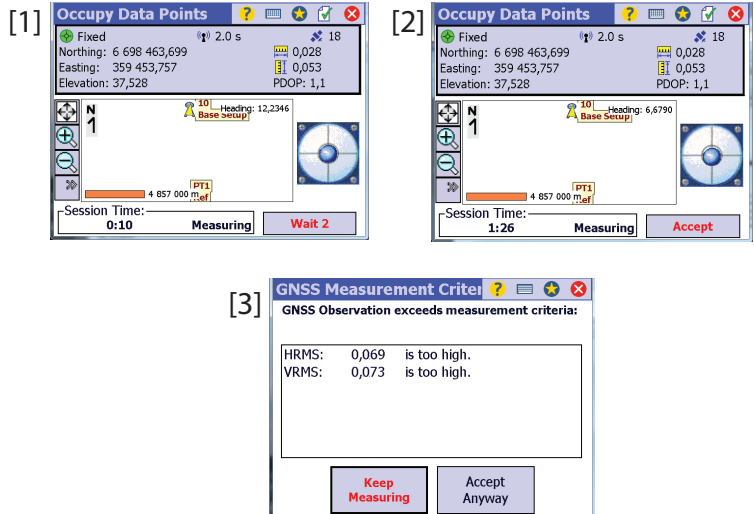 [1]
Occupy Data Points ?
Fixed 2.0 s 18
Northing: 6 698 463,699 0,028
Easting: 359 453,757 0,053
Elevation: 37,528 PDOP: 1,1
N
1
10 Heading: 12,2346
Base Setup
PT1
Ref
4 857 000 m
Session Time:
0:10 Measuring
Wait 2
[2]
Occupy Data Points ?
Fixed 2.0 s 18
Northing: 6 698 463,699 0,028
Easting: 359 453,757 0,053
Elevation: 37,528 PDOP: 1,1
N
1
10 Heading: 6,6790
Base Setup
PT1
4 857 000 m
Session Time:
1:26 Measuring
Accept
[3]
GNSS Measurement Criter ?
GNSS Observation exceeds measurement criteria:
HRMS: 0,069 is too high.
VRMS: 0,073 is too high.
Keep
Measuring
Accept
Anyway